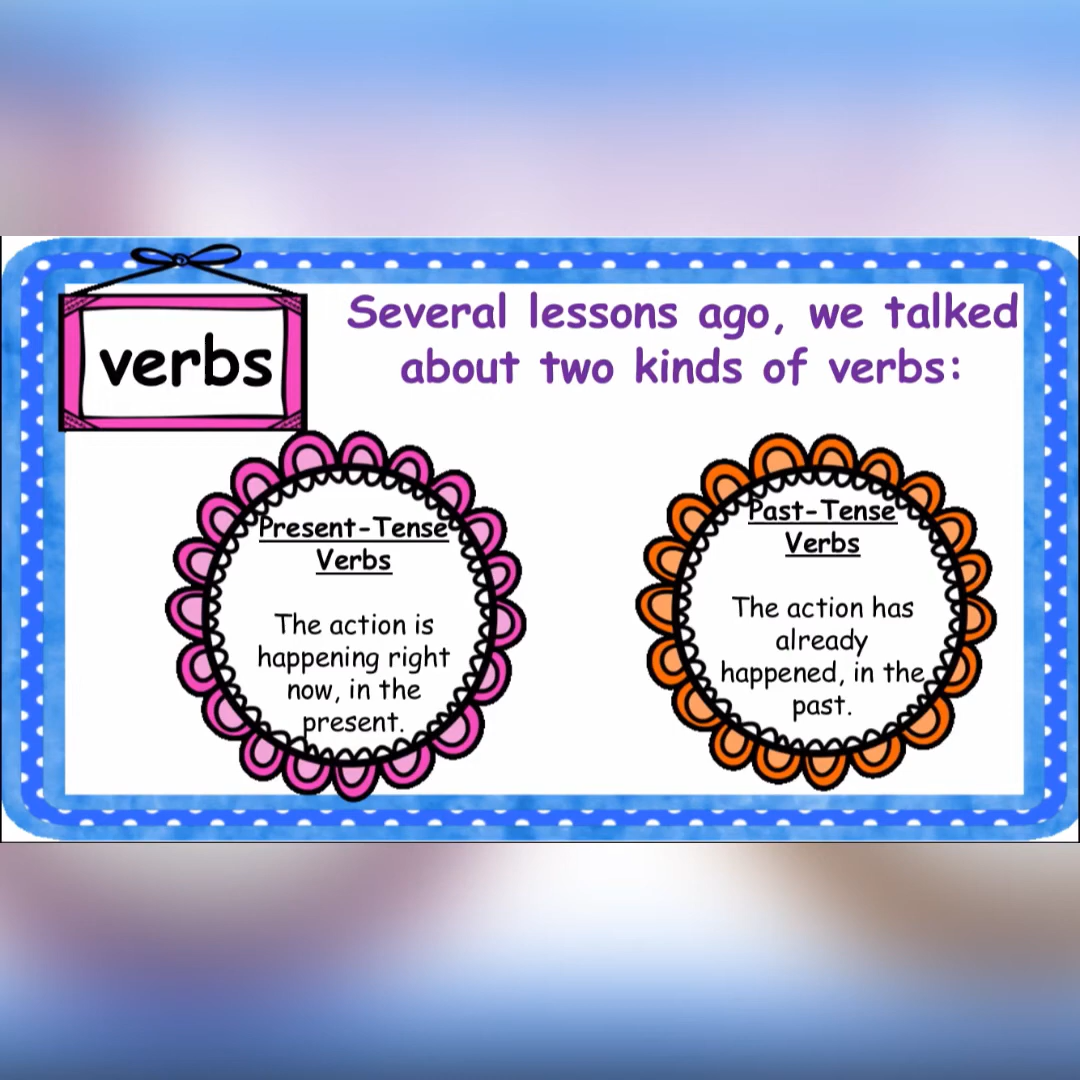 verbs
Several lessons ago, we talked
about two kinds of verbs:
Present-Tense
Verbs
The action is
happening right
now, in the
present.
Past-Tense
Verbs
The action has
already
happened, in the
past.